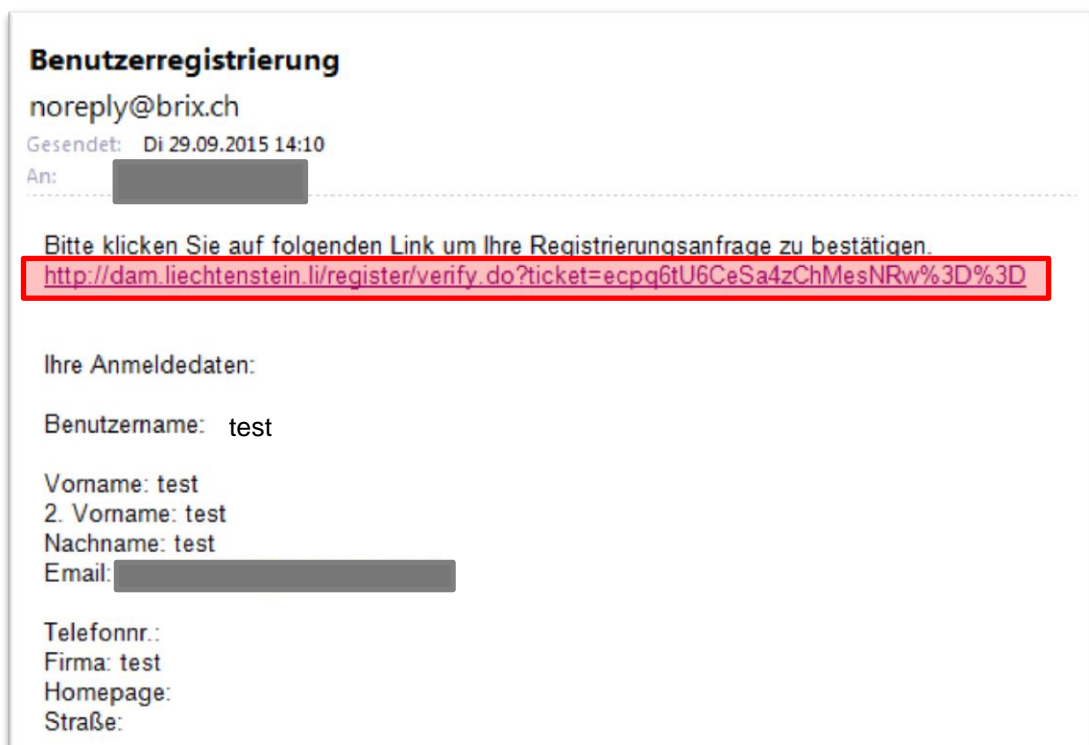 Benutzerregistrierung
noreply@brix.ch
Gesendet: Di 29.09.2015 14:10
An:
Bitte klicken Sie auf folgenden Link um Ihre Registrierungsanfrage zu bestätigen.
http://dam.liechtenstein.li/register/verify.do?ticket=ecpq6tU6CeSa4zChMesNRw%3D%3D
Ihre Anmeldedaten:
Benutzername: test
Vorname: test
2. Vorname: test
Nachname: test
Email:
Telefonnr.:
Firma: test
Homepage:
Straße: